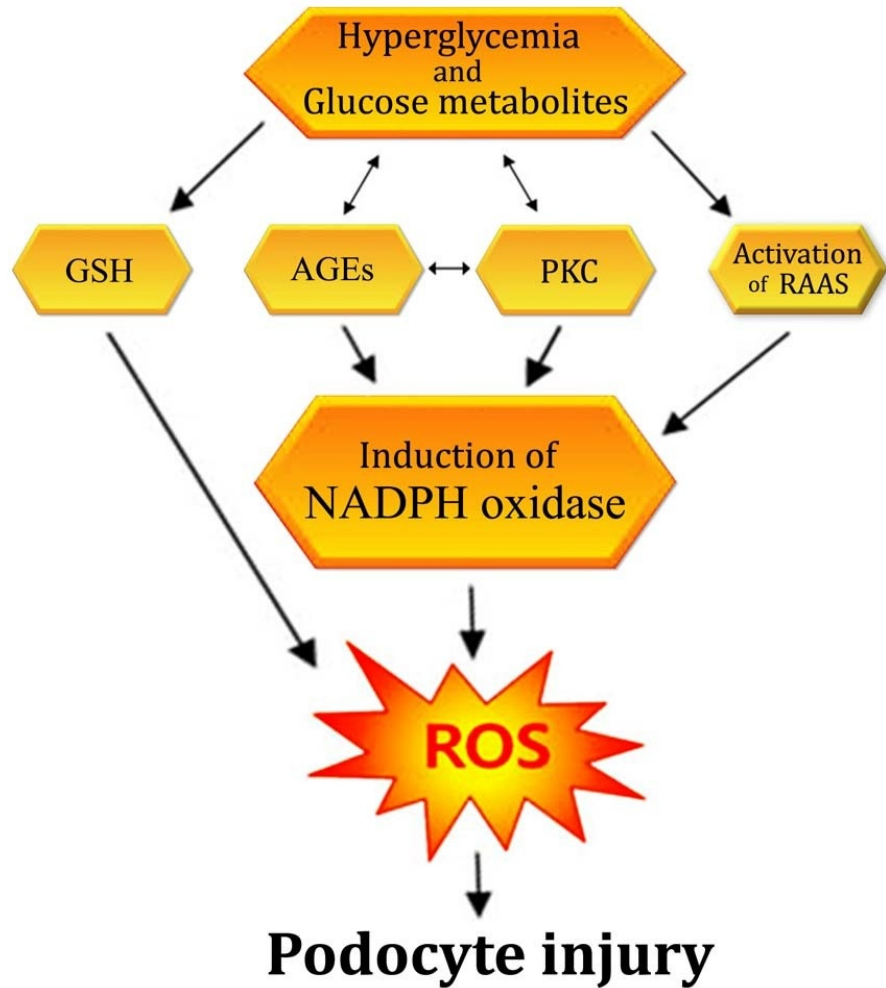 Hyperglycemia
and
Glucose metabolites
GSH
AGEs
PKC
Activation
of RAAS
Induction of
NADPH oxidase
ROS
Podocyte injury